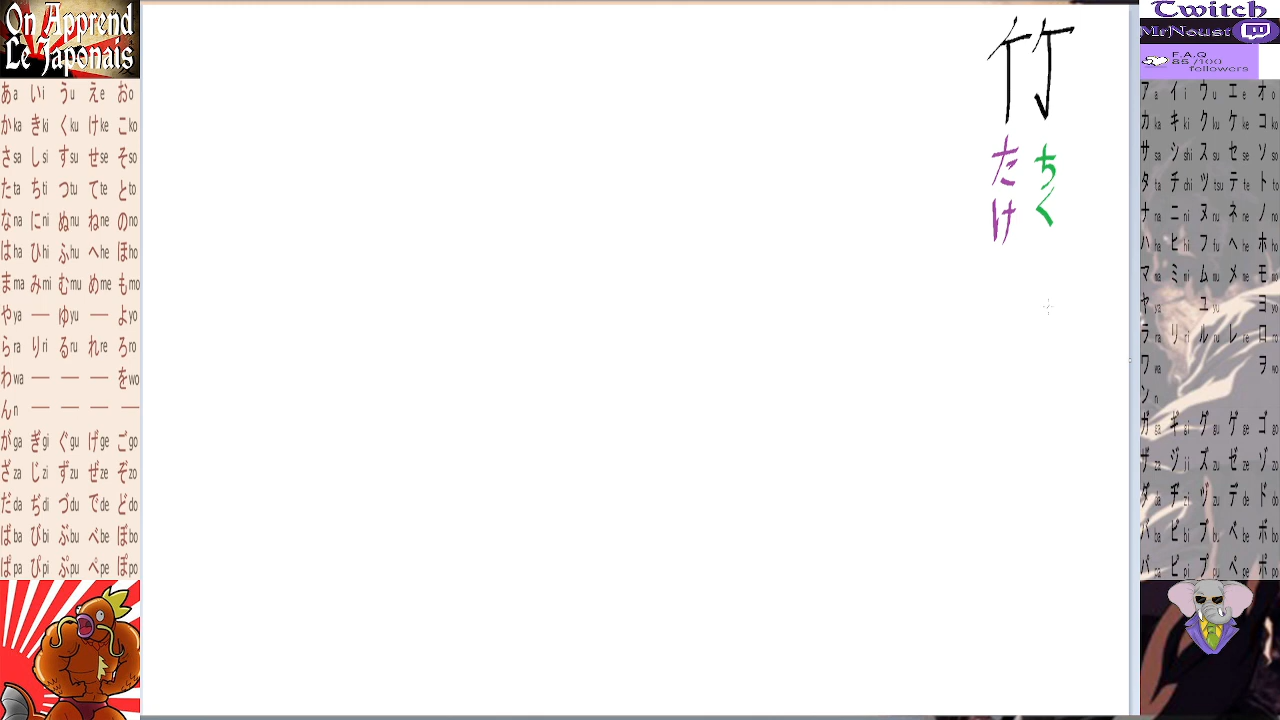 On Apprend
Le Japonais
あa いi うu えe おo
かka きki くku けke こko
さsa しsi すsu せse そso
たta ちti つtu てte とto
なna にni ぬnu ねne のno
はha ひhi ふhu へhe ほho
まma みmi むmu めme もmo
やya — ゆyu — よyo
らra りri るru れre ろro
わwa — — — をwo
んn — — — —
がga ぎgi ぐgu げge ごgo
ざza じzi ずzu ぜze ぞzo
だda ぢdi づdu でde どdo
ばba びbi ぶbu べbe ぼbo
ぱpa ぴpi ぷpu ぺpe ぽpo
竹
ちく
たけ
Twitch
MrNoust
F.A.Q
85/100
followers
アa イi ウu エe オo
カka キki クku ケke コko
サsa シshi スsu セse ソso
タta チchi ツtsu テte トto
ナna ニni ヌnu ネne ノno
ハha ヒhi フfu ヘhe ホho
マma ミmi ムmu メme モmo
ヤya ユyu ヨyo
ラra リri ルru レre ロro
ワwa ヲwo
ンn
ガga ギgi グgu ゲge ゴgo
ザza ジji ズzu ゼze ゾzo
ダda ヂzi ヅzu デde ドdo
バba ビbi ブbu ベbe ボbo
パpa ピpi プpu ペpe ポpo